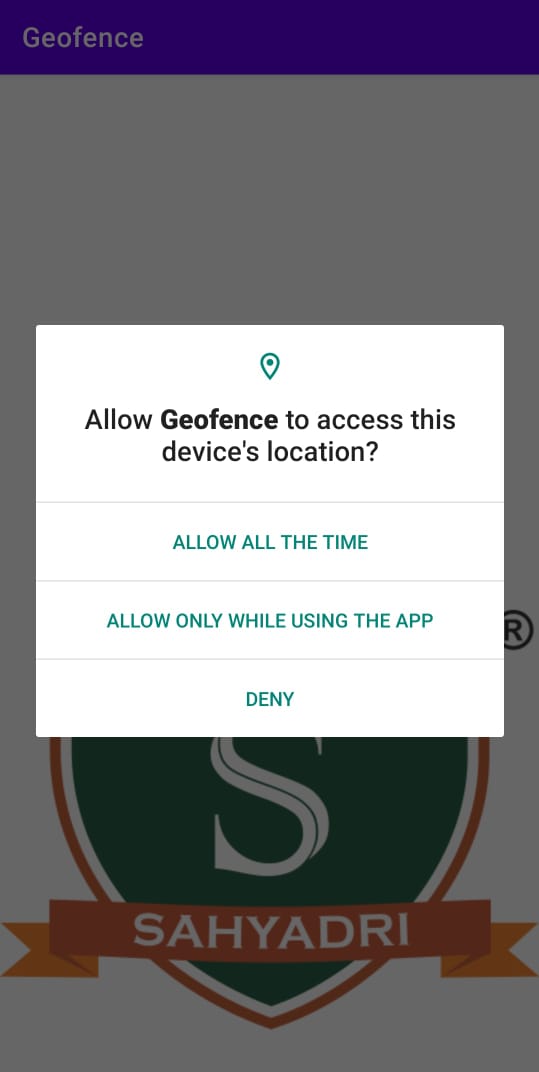 Geofence
Allow Geofence to access this
device's location?
ALLOW ALL THE TIME
ALLOW ONLY WHILE USING THE APP
®
DENY
S
SAHYADRI